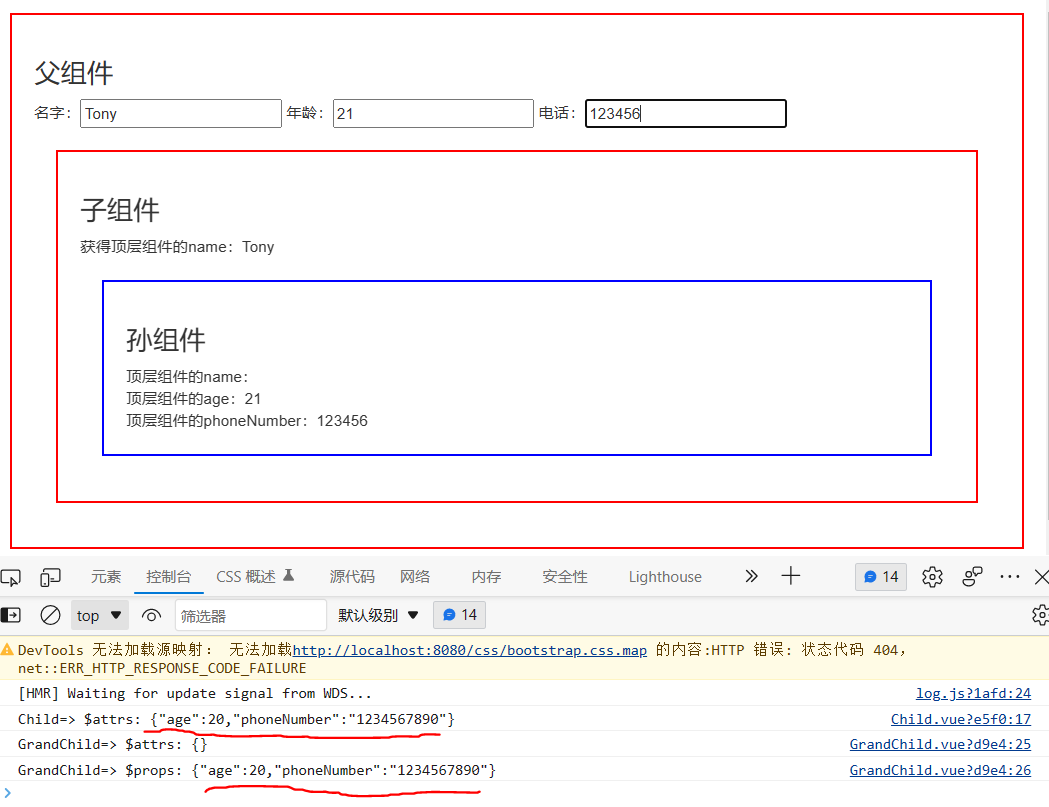 父组件
名字： Tony 年龄： 21 电话： 123456
子组件
获得顶层组件的name：Tony
孙组件
顶层组件的name：
顶层组件的age：21
顶层组件的phoneNumber：123456
元素 控制台 CSS 概述 源代码 网络 内存 安全性 Lighthouse 14
top 筛选器 默认级别 14
DevTools 无法加载源映射： 无法加载http://localhost:8080/css/bootstrap.css.map 的内容:HTTP 错误: 状态代码 404,
net::ERR_HTTP_RESPONSE_CODE_FAILURE
[HMR] Waiting for update signal from WDS... log.js?1afd:24
Child=> $attrs: {"age":20,"phoneNumber":"1234567890"} Child.vue?e5f0:17
GrandChild=> $attrs: {} GrandChild.vue?d9e4:25
GrandChild=> $props: {"age":20,"phoneNumber":"1234567890"} GrandChild.vue?d9e4:26